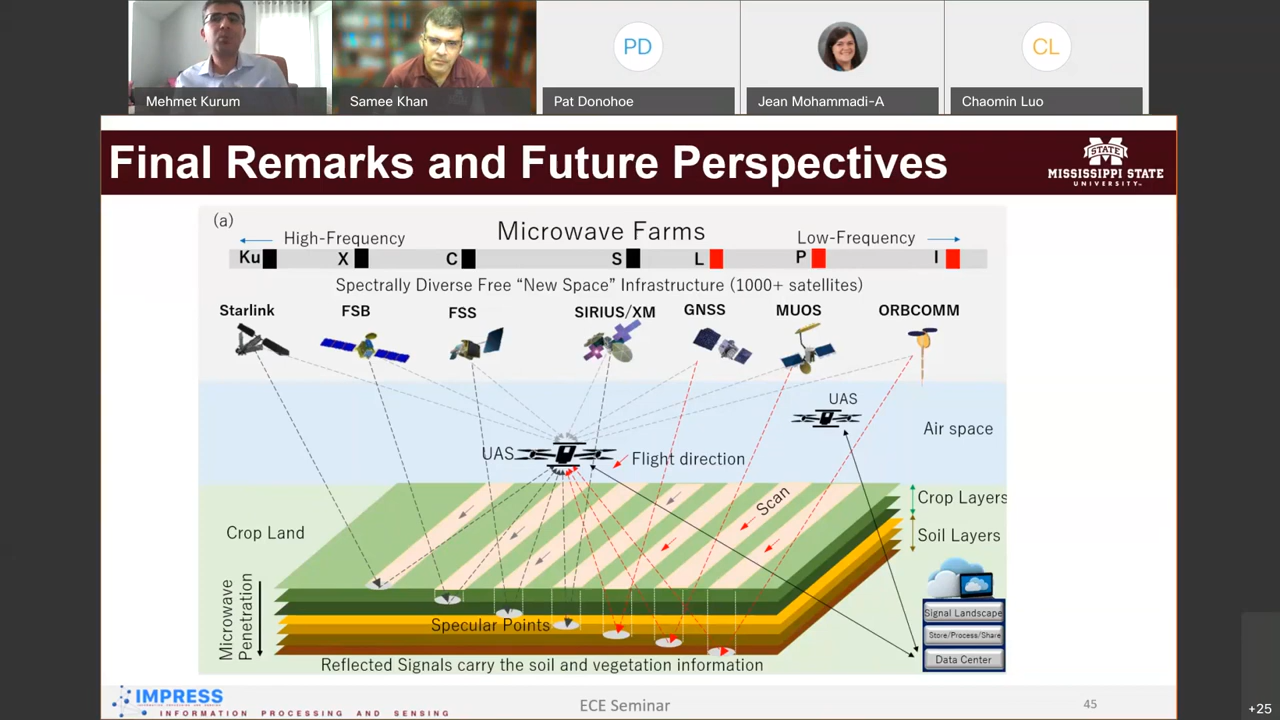 PD
CL
Mehmet Kurum
Samee Khan
Pat Donohoe
Jean Mohammadi-A
Chaomin Luo
Final Remarks and Future Perspectives
STATE
MISSISSIPPI STATE
UNIVERSITY™
(a)
Microwave Farms
High-Frequency
Low-Frequency
Ku X C S L P I
Spectrally Diverse Free “New Space” Infrastructure (1000+ satellites)
Starlink FSB FSS SIRIUS/XM GNSS MUOS ORBCOMM
UAS
Air space
UAS
Flight direction
Crop Layers
Scan
Crop Land
Soil Layers
Microwave
Penetration
Signal Landscape
Specular Points
Store/Process/Share
Data Center
Reflected Signals carry the soil and vegetation information
IMPRESS
INFORMATION PROCESSING AND SENSING
ECE Seminar
45
+25